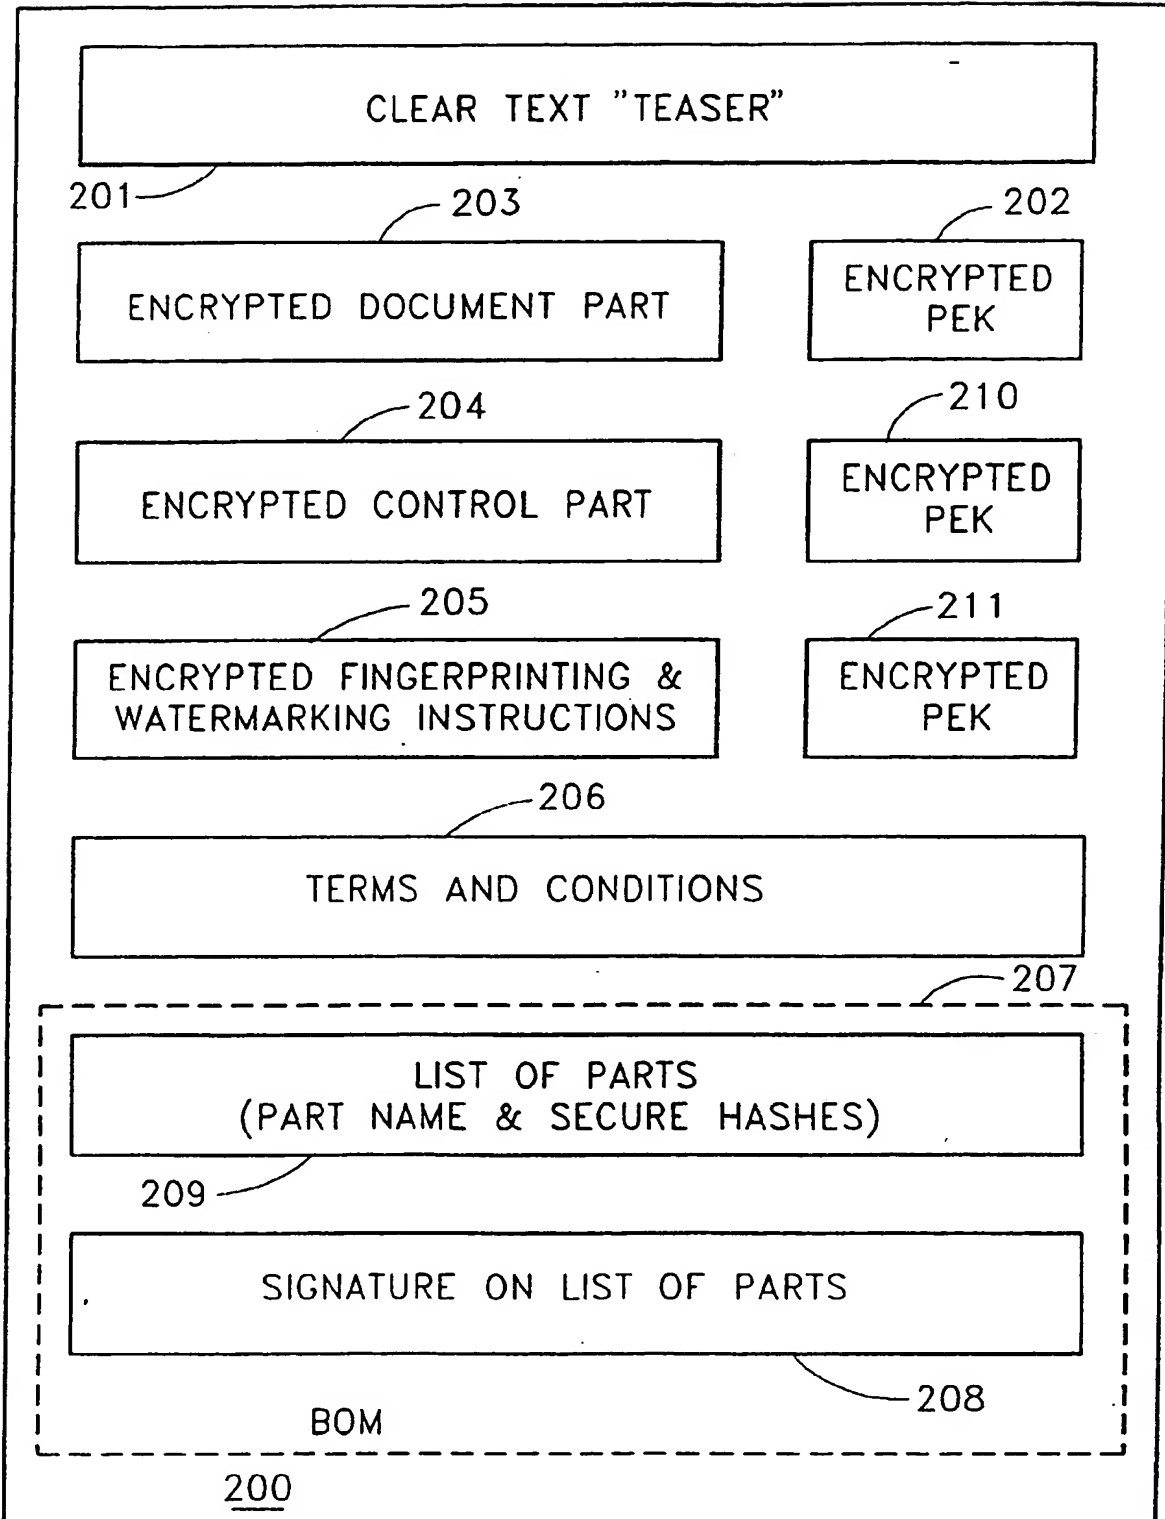 CLEAR TEXT "TEASER"
201
203
202
ENCRYPTED DOCUMENT PART
ENCRYPTED
PEK
204
210
ENCRYPTED CONTROL PART
ENCRYPTED
PEK
205
211
ENCRYPTED FINGERPRINTING &
WATERMARKING INSTRUCTIONS
ENCRYPTED
PEK
206
TERMS AND CONDITIONS
207
LIST OF PARTS
(PART NAME & SECURE HASHES)
209
SIGNATURE ON LIST OF PARTS
208
BOM
200